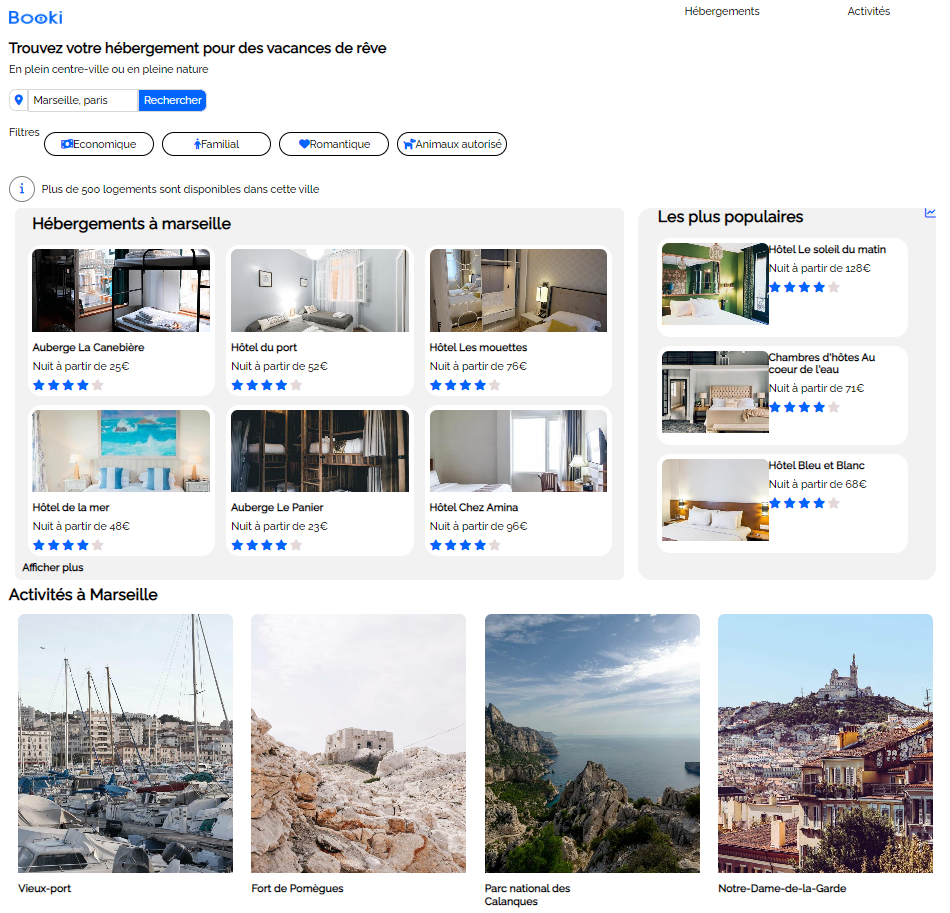 Booki
Hébergements
Activités
Trouvez votre hébergement pour des vacances de rêve
En plein centre-ville ou en pleine nature
Marseille, paris
Rechercher
Filtres
Economique
Familial
Romantique
Animaux autorisé
Plus de 500 logements sont disponibles dans cette ville
Hébergements à marseille
Auberge La Canebière
Nuit à partir de 25€
Hôtel du port
Nuit à partir de 52€
Hôtel Les mouettes
Nuit à partir de 76€
Hôtel de la mer
Nuit à partir de 48€
Auberge Le Panier
Nuit à partir de 23€
Hôtel Chez Amina
Nuit à partir de 96€
Afficher plus
Les plus populaires
Hôtel Le soleil du matin
Nuit à partir de 128€
Chambres d'hôtes Au
coeur de l'eau
Nuit à partir de 71€
Hôtel Bleu et Blanc
Nuit à partir de 68€
Activités à Marseille
Vieux-port
Fort de Pomègues
Parc national des
Calanques
Notre-Dame-de-la-Garde